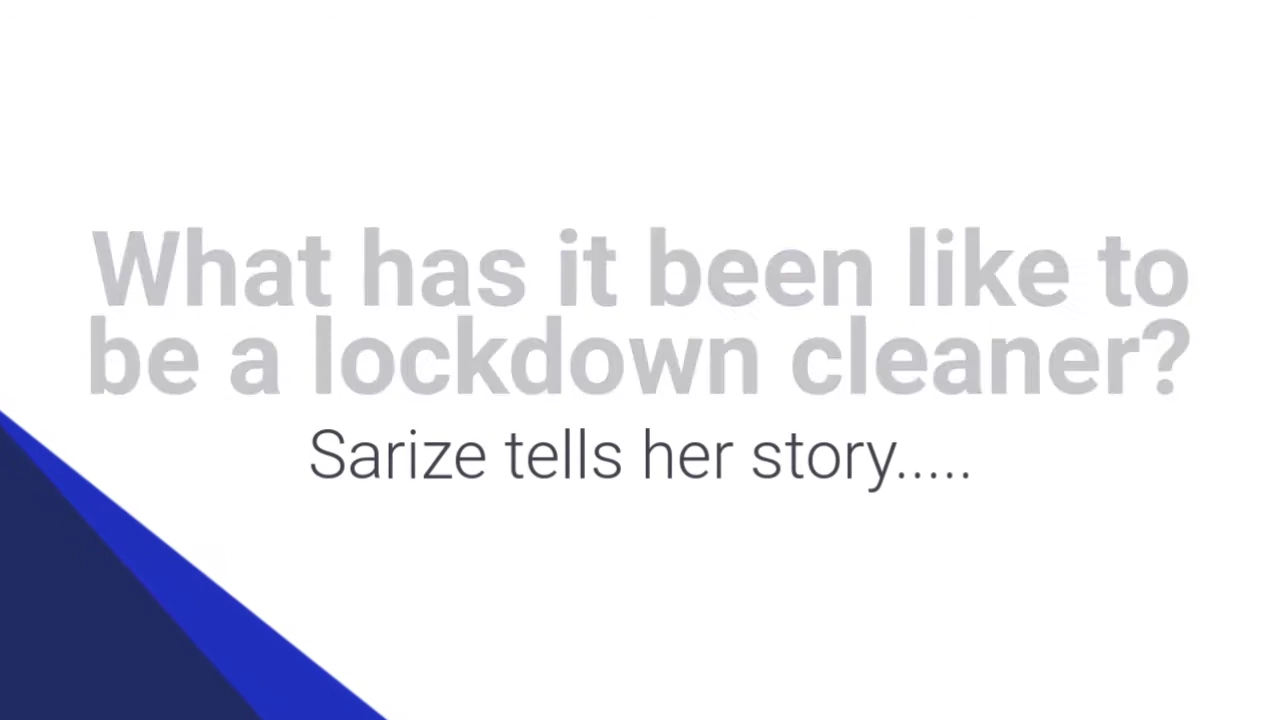 What has it been like to
be a lockdown cleaner?
Sarize tells her story.....